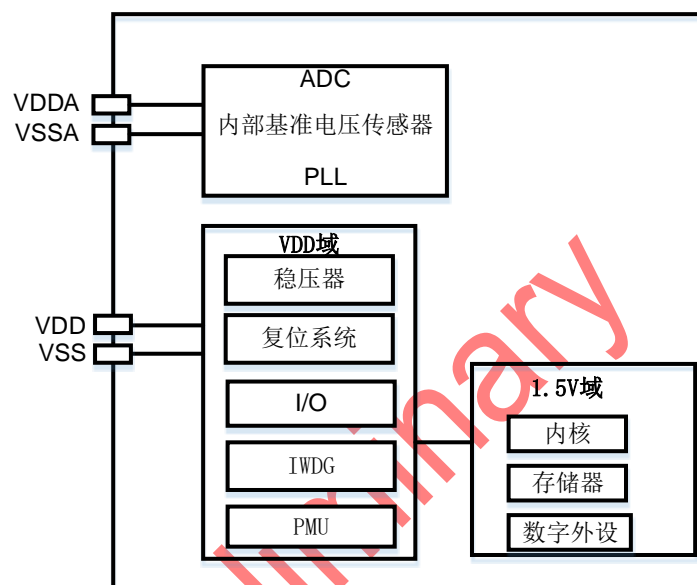 ADC
VDDA
内部基准电压传感器
VSSA
PLL
VDD域
稳压器
VDD
复位系统
VSS
I/O
1.5V域
内核
IWDG
存储器
PMU
数字外设